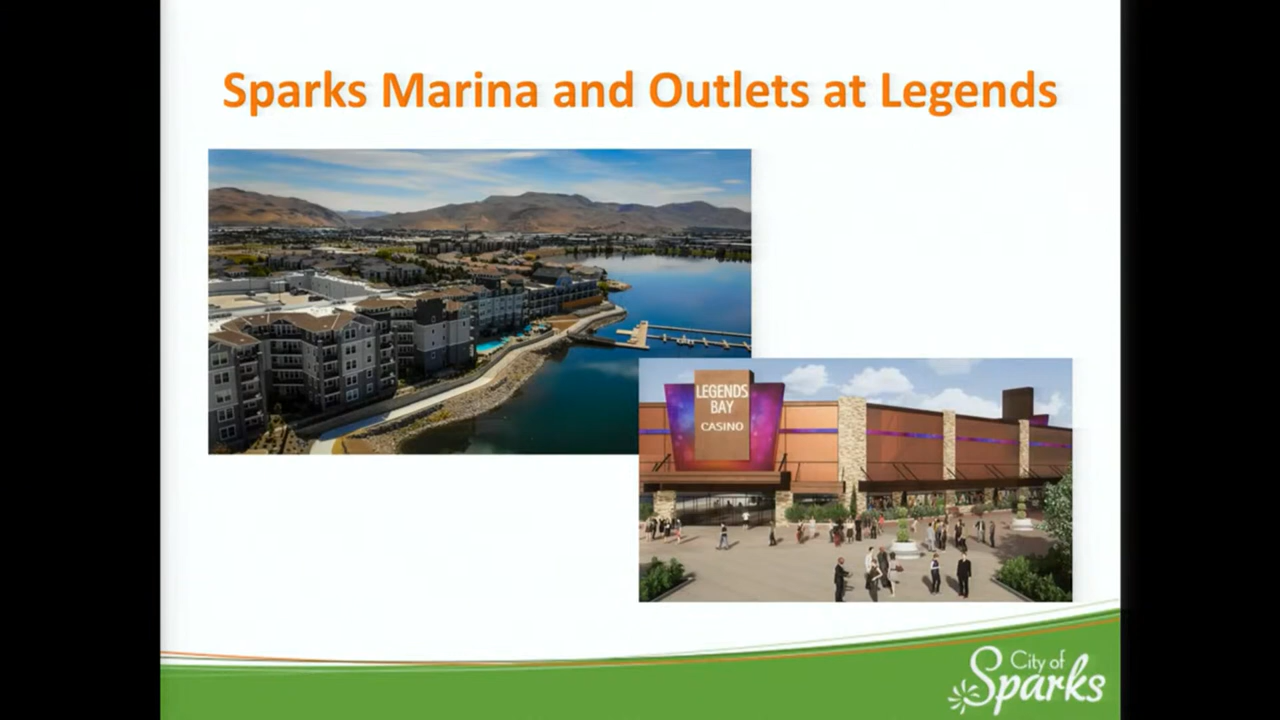 Sparks Marina and Outlets at Legends
LEGENDS
BAY
CASINO
City of
Sparks